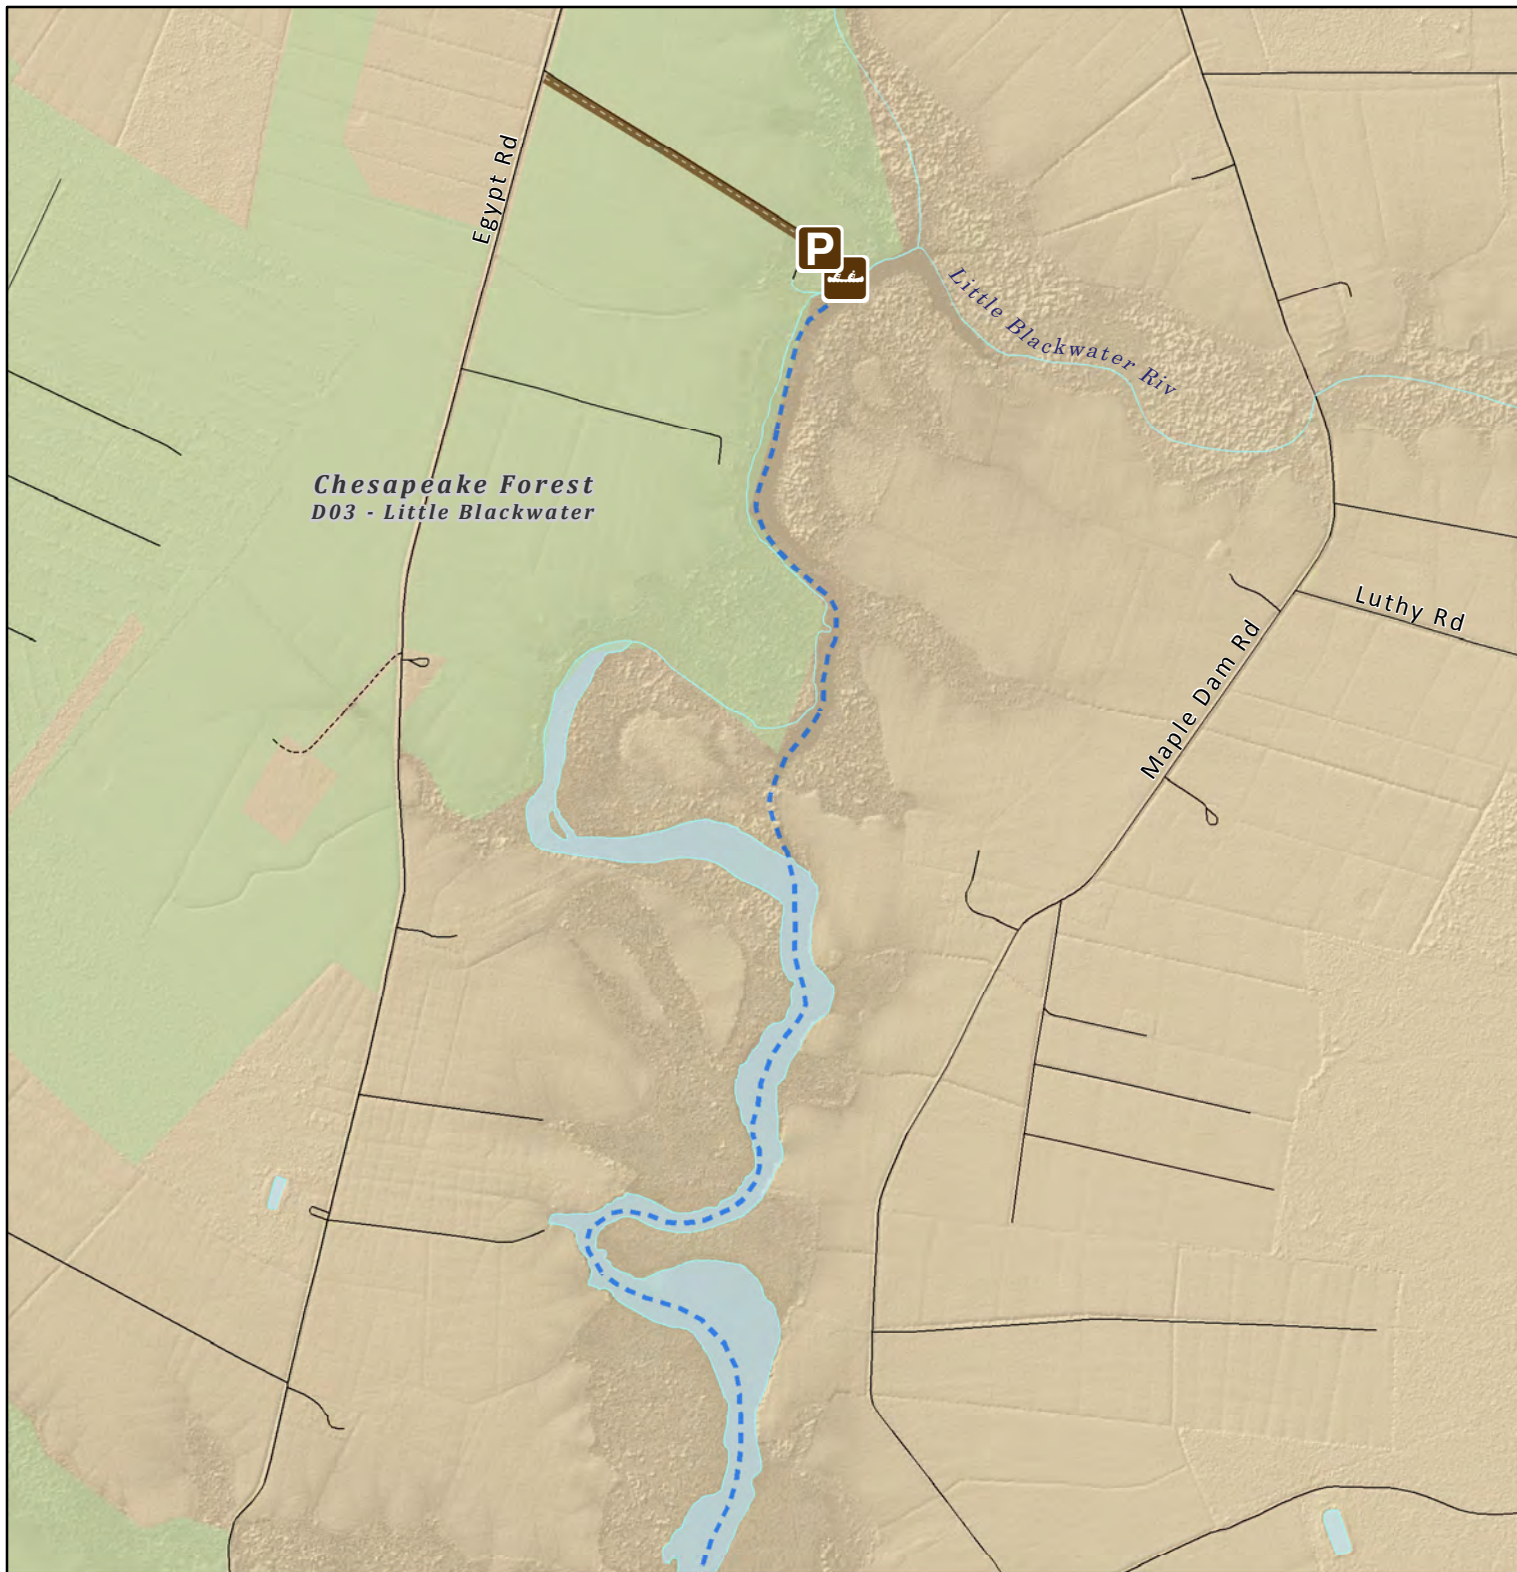 Egypt Rd
P
Little Blackwater Riv
Chesapeake Forest
D03 - Little Blackwater
Luthy Rd
Maple Dam Rd